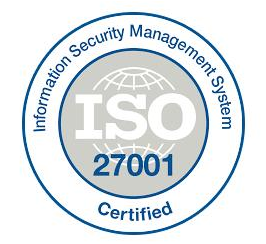 Information Security Management System
ISO
27001
Certified